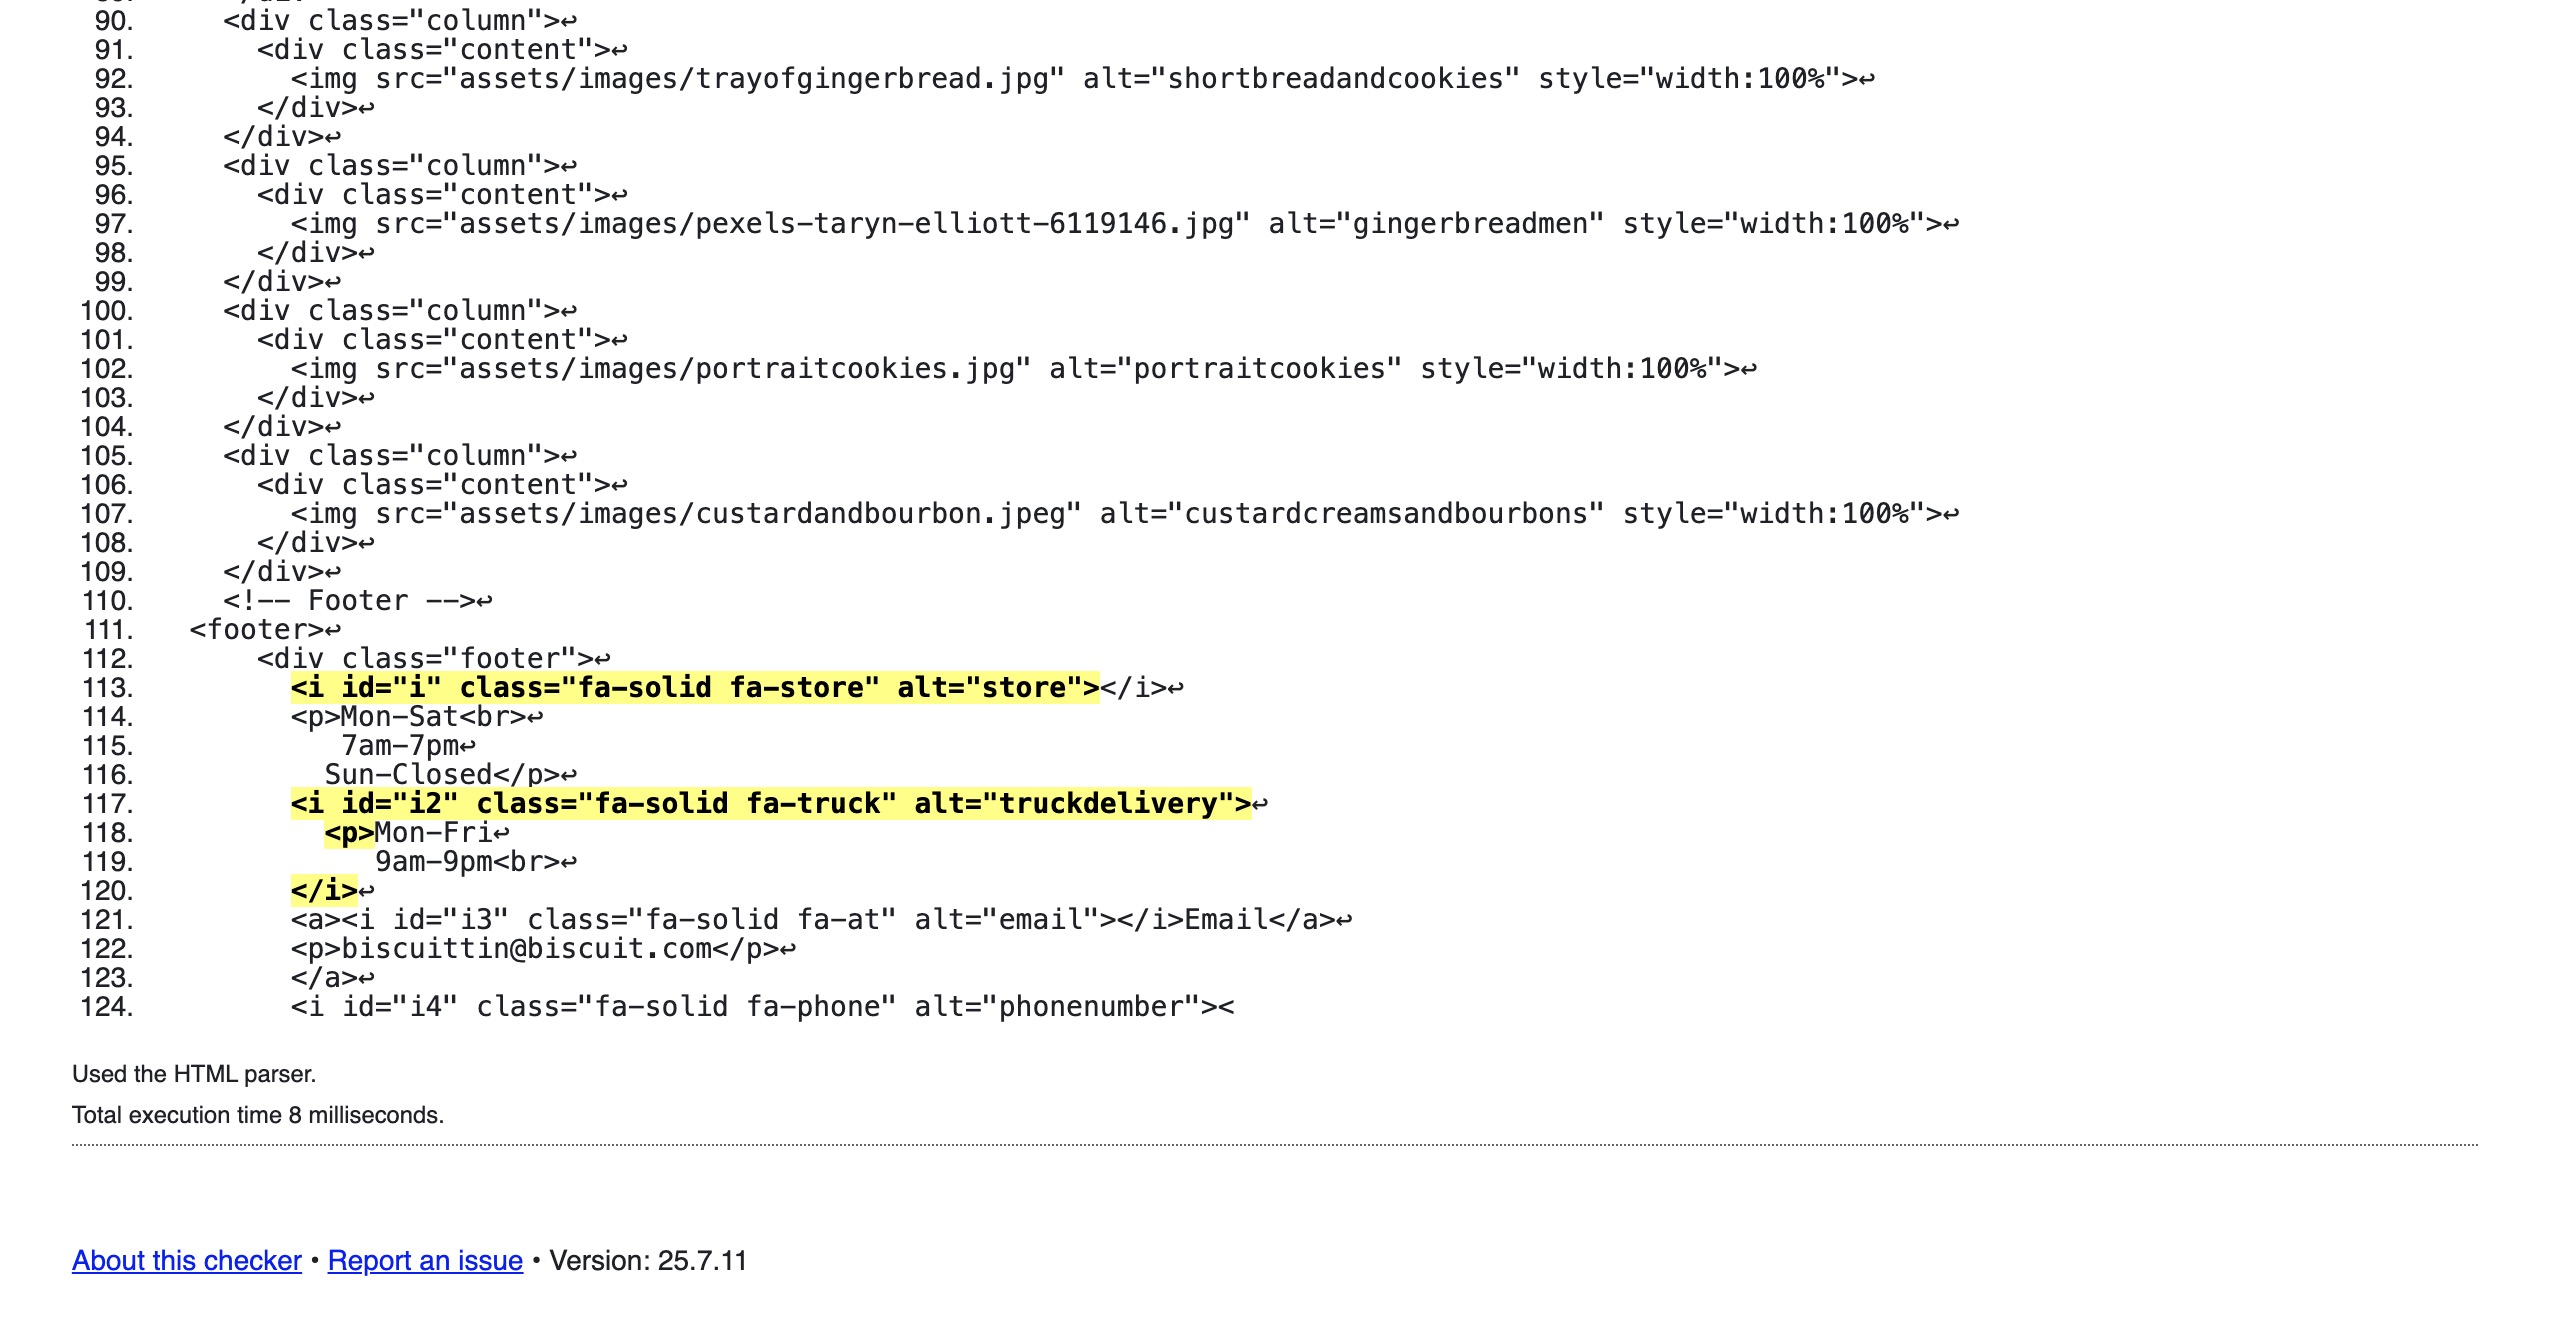 90. <div class="column">↩
91. <div class="content">↩
92. <img src="assets/images/trayofgingerbread.jpg" alt="shortbreadandcookies" style="width:100%">↩
93. </div>↩
94. </div>↩
95. <div class="column">↩
96. <div class="content">↩
97. <img src="assets/images/pexels-taryn-elliott-6119146.jpg" alt="gingerbreadmen" style="width:100%">↩
98. </div>↩
99. </div>↩
100. <div class="column">↩
101. <div class="content">↩
102. <img src="assets/images/portraitcookies.jpg" alt="portraitcookies" style="width:100%">↩
103. </div>↩
104. </div>↩
105. <div class="column">↩
106. <div class="content">↩
107. <img src="assets/images/custardandbourbon.jpeg" alt="custardcreamsandbourbons" style="width:100%">↩
108. </div>↩
109. </div>↩
110. <!-- Footer -->↩
111. <footer>↩
112. <div class="footer">↩
113. <i id="i" class="fa-solid fa-store" alt="store"></i>↩
114. <p>Mon-Sat<br>↩
115. 7am-7pm↩
116. Sun-Closed</p>↩
117. <i id="i2" class="fa-solid fa-truck" alt="truckdelivery">↩
118. <p>Mon-Fri↩
119. 9am-9pm<br>↩
120. </i>↩
121. <a><i id="i3" class="fa-solid fa-at" alt="email"></i>Email</a>↩
122. <p>biscuittin@biscuit.com</p>↩
123. </a>↩
124. <i id="i4" class="fa-solid fa-phone" alt="phonenumber"><
Used the HTML parser.
Total execution time 8 milliseconds.
About this checker • Report an issue • Version: 25.7.11